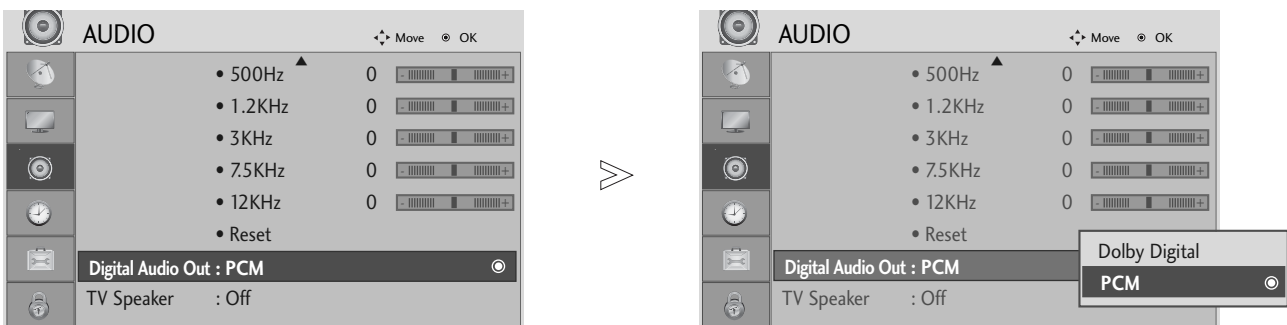 AUDIO Move OK
• 500Hz 0 - +
• 1.2KHz 0 - +
• 3KHz 0 - +
• 7.5KHz 0 - +
• 12KHz 0 - +
• Reset
Digital Audio Out : PCM
TV Speaker : Off
>
AUDIO Move OK
• 500Hz 0 - +
• 1.2KHz 0 - +
• 3KHz 0 - +
• 7.5KHz 0 - +
• 12KHz 0 - +
• Reset
Digital Audio Out : PCM
TV Speaker : Off
Dolby Digital
PCM